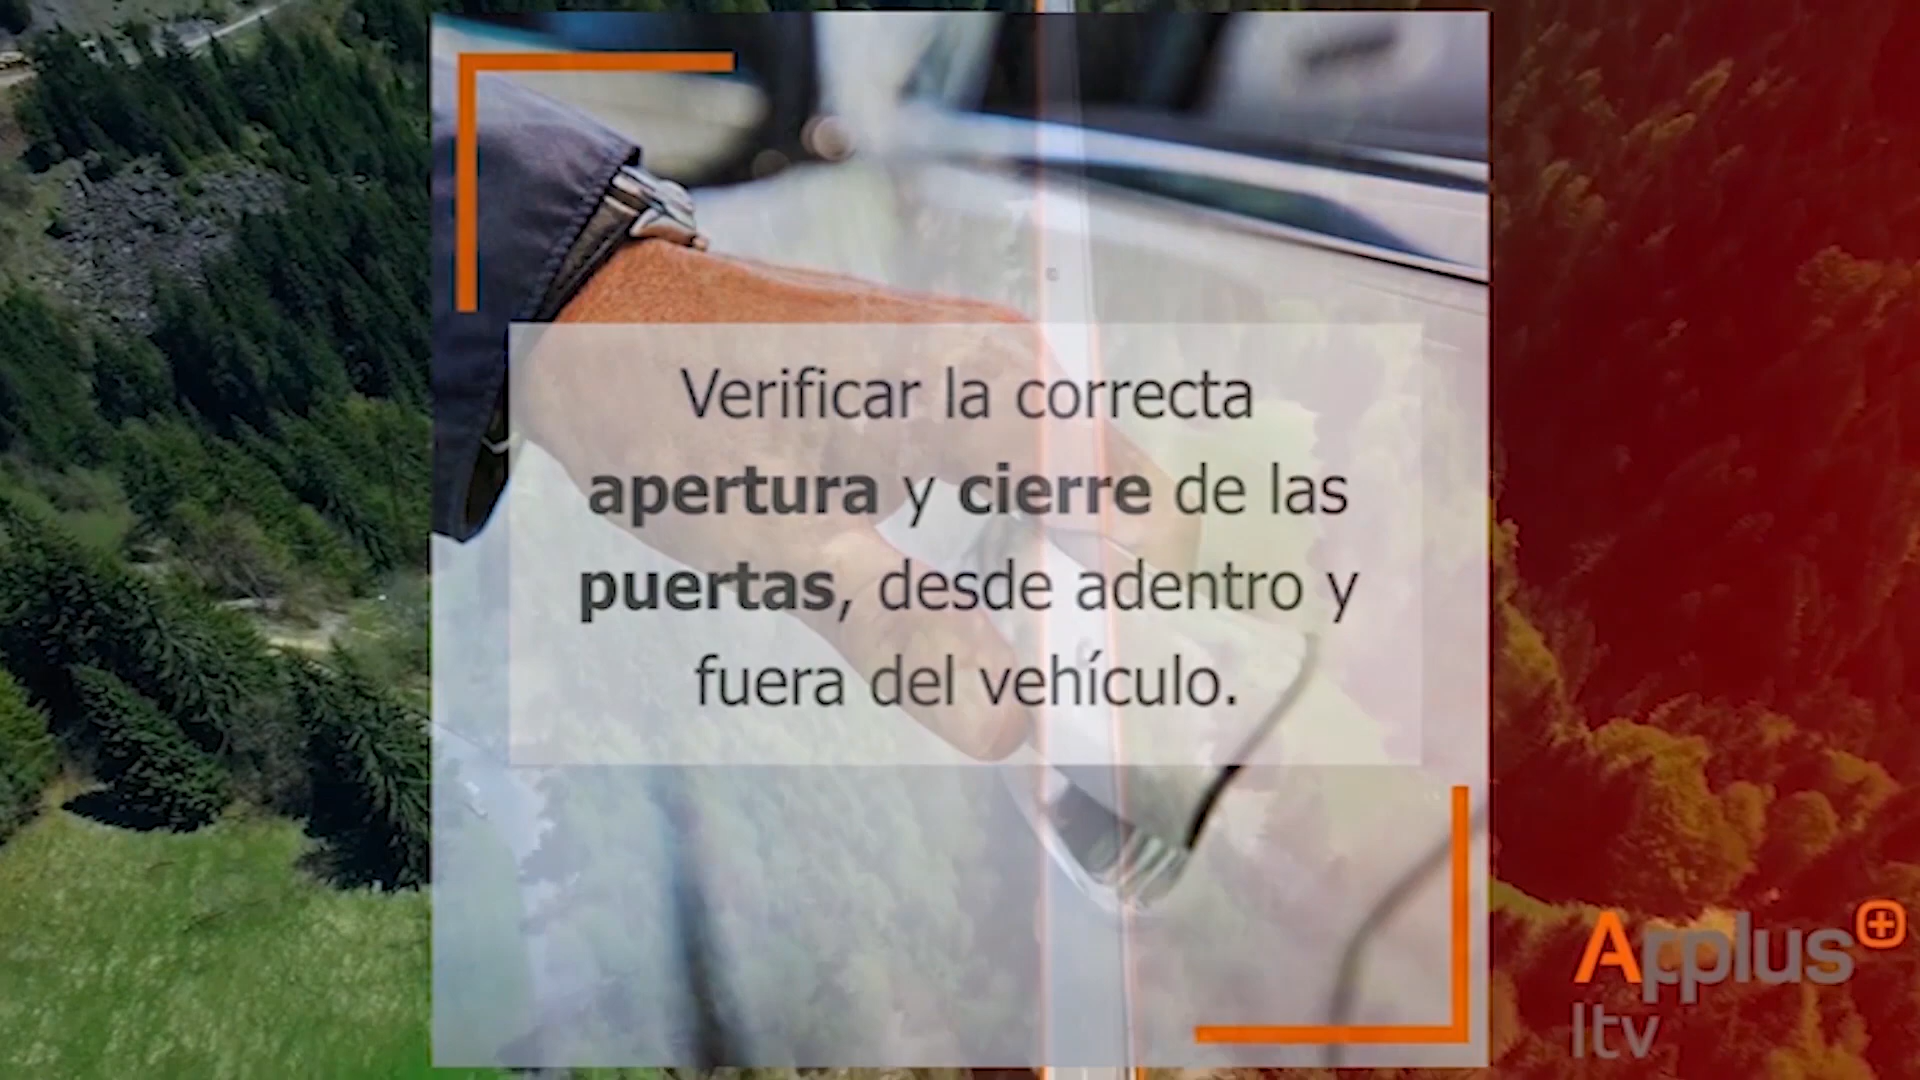 Verificar la correcta
apertura y cierre de las
puertas, desde adentro y
fuera del vehículo.
Applus+
Itv